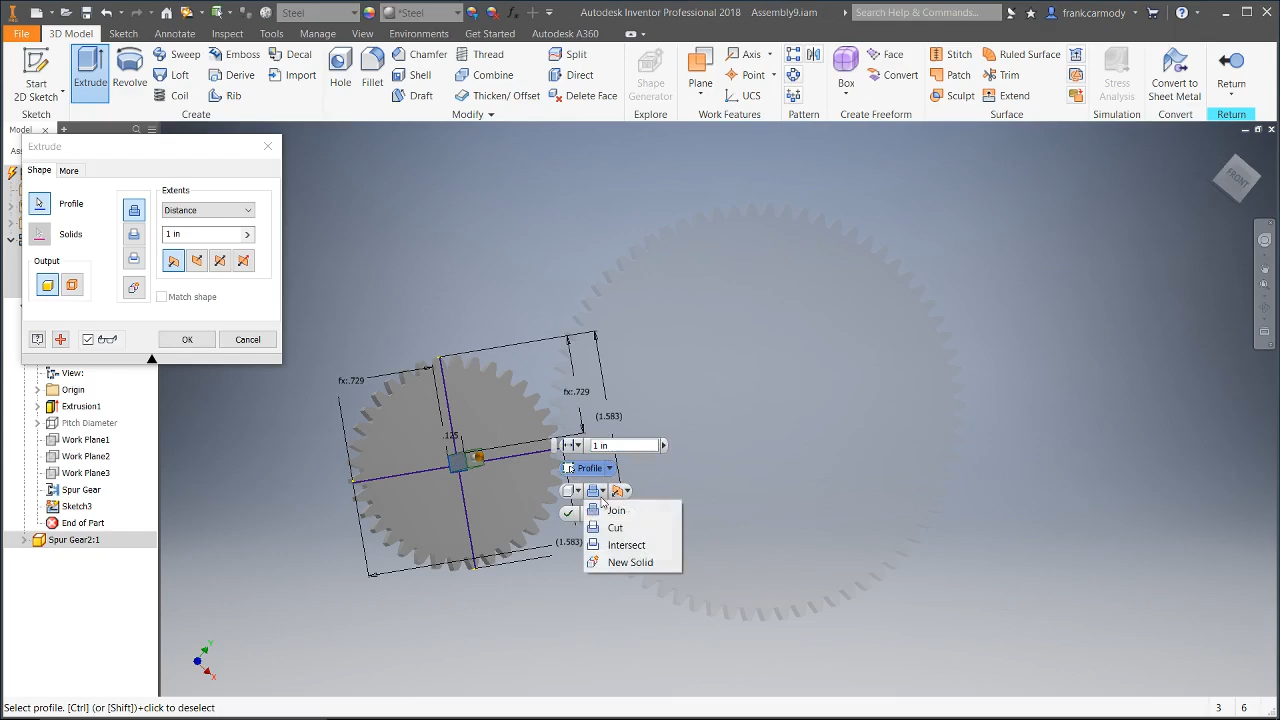 Steel
*Steel
Autodesk Inventor Professional 2018 Assembly9.iam
Search Help & Commands...
frank.carmody
File 3D Model Sketch Annotate Inspect Tools Manage View Environments Get Started Autodesk A360
Start
2D Sketch
Extrude
Revolve
Sweep
Loft
Coil
Emboss
Derive
Rib
Decal
Import
Hole
Fillet
Chamfer
Shell
Draft
Thread
Combine
Thicken/ Offset
Split
Direct
Delete Face
Shape
Generator
Plane
Axis
Point
UCS
Box
Face
Convert
Stitch
Patch
Sculpt
Ruled Surface
Trim
Extend
Stress
Analysis
Convert to
Sheet Metal
Return
Sketch Create Modify Explore Work Features Pattern Create Freeform Surface Simulation Convert Return
Model
Extrude
Shape More
Profile
Solids
Output
Extents
Distance
1 in
Match shape
OK Cancel
View:
Origin
Extrusion1
Pitch Diameter
Work Plane1
Work Plane2
Work Plane3
Spur Gear
Sketch3
End of Part
Spur Gear2:1
FRONT
fx:.729
fx:.729
(1.583)
.125
1 in
Profile
Join
Cut
Intersect
New Solid
(1.583)
Y
X
Select profile. [Ctrl] (or [Shift])+click to deselect
3 6